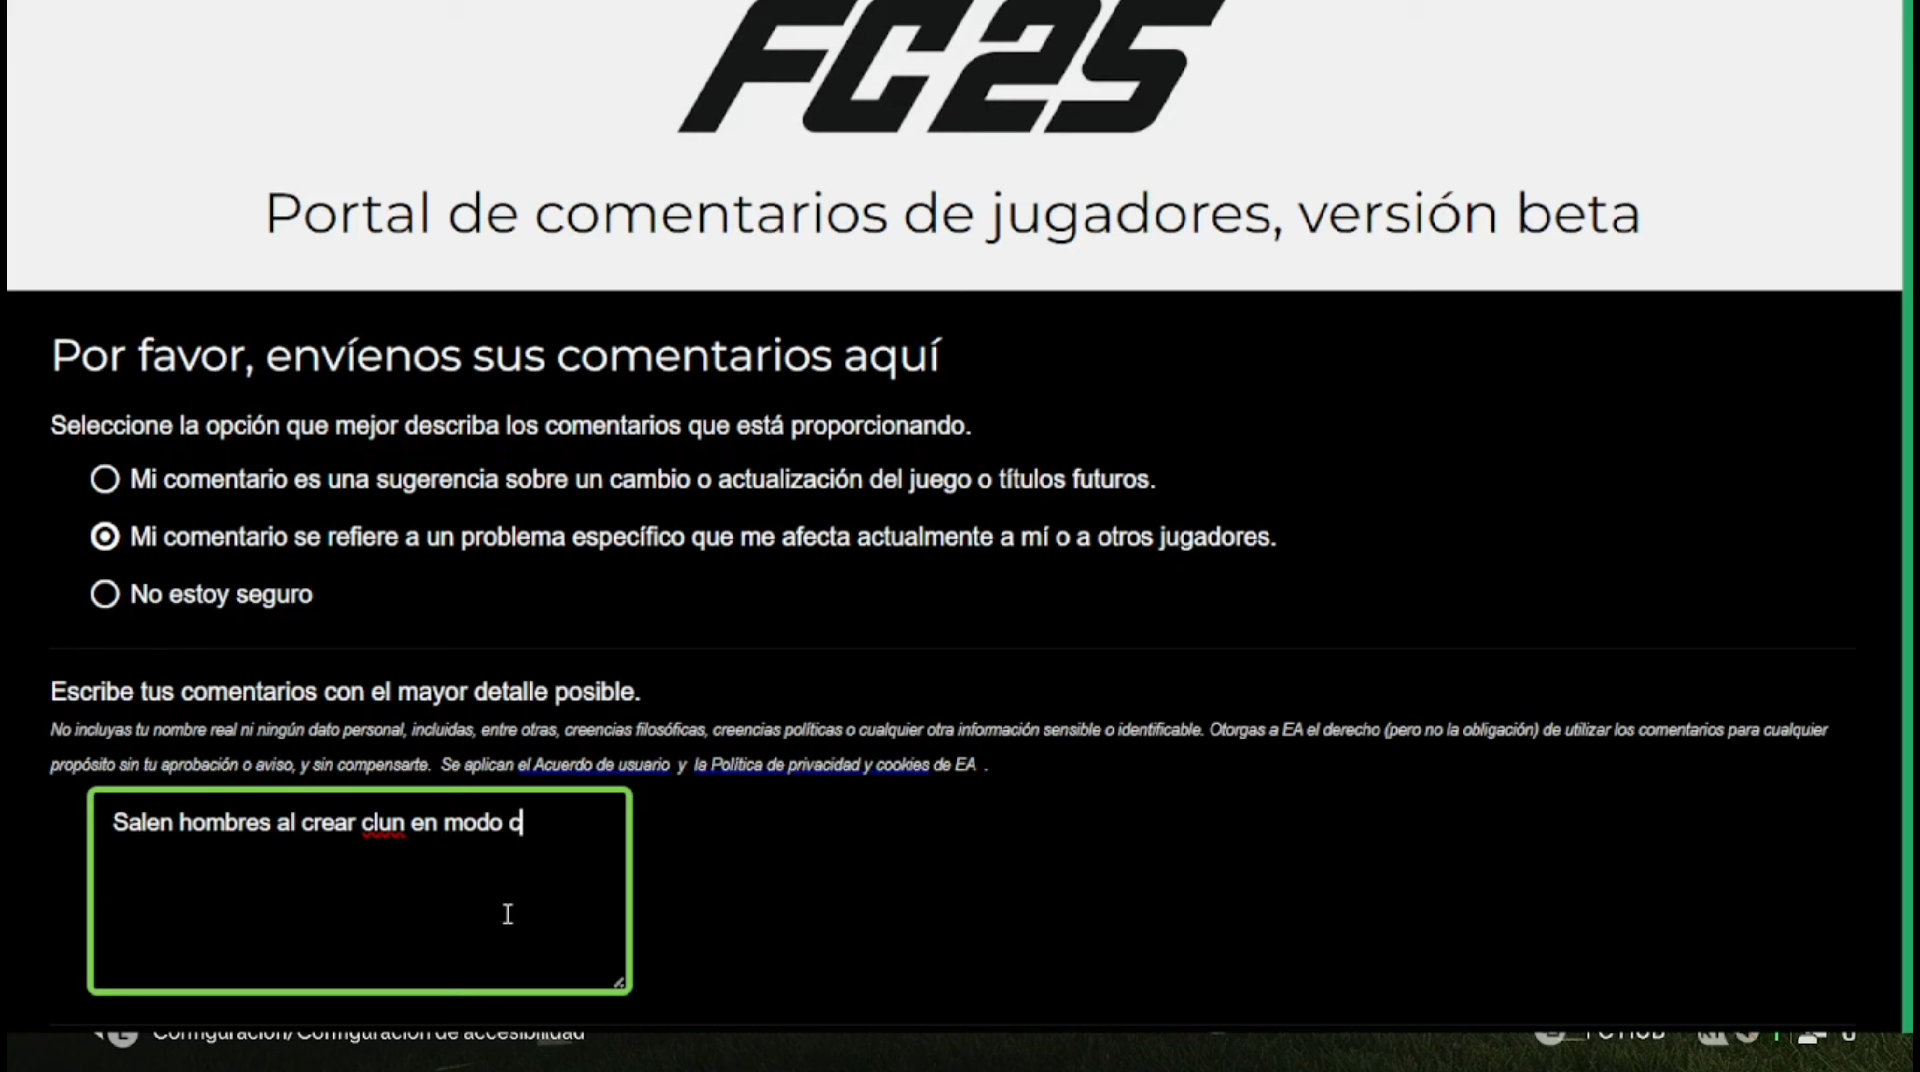 FC25
Portal de comentarios de jugadores, versión beta
Por favor, envíenos sus comentarios aquí
Seleccione la opción que mejor describa los comentarios que está proporcionando.
Mi comentario es una sugerencia sobre un cambio o actualización del juego o títulos futuros.
Mi comentario se refiere a un problema específico que me afecta actualmente a mí o a otros jugadores.
No estoy seguro
Escribe tus comentarios con el mayor detalle posible.
No incluyas tu nombre real ni ningún dato personal, incluidas, entre otras, creencias filosóficas, creencias políticas o cualquier otra información sensible o identificable. Otorgas a EA el derecho (pero no la obligación) de utilizar los comentarios para cualquier
propósito sin tu aprobación o aviso, y sin compensarte. Se aplican el Acuerdo de usuario y la Política de privacidad y cookies de EA .
Salen hombres al crear clun en modo c
Configuración/Configuración de accesibilidad
FC HUB